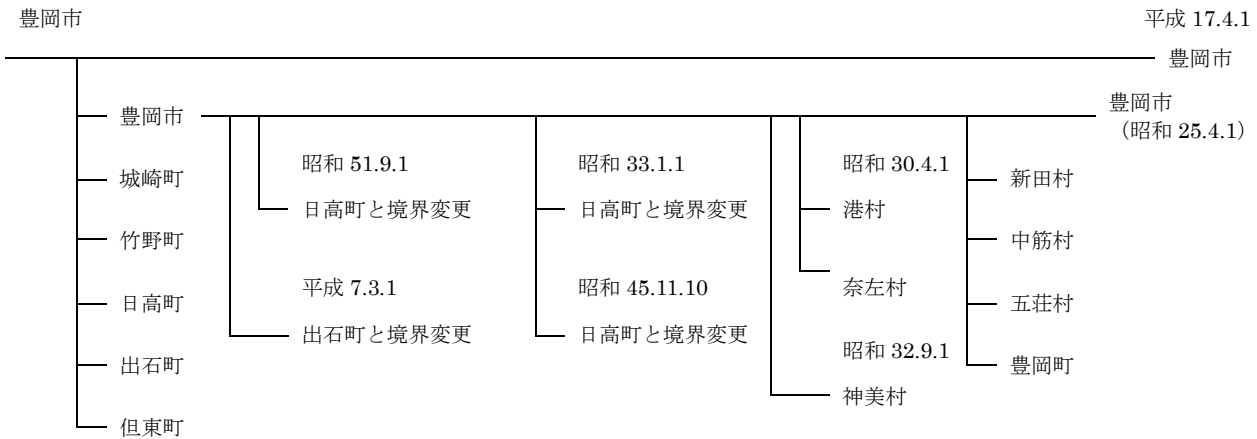 豊岡市
平成 17.4.1
豊岡市
豊岡市
豊岡市
（昭和 25.4.1）
昭和 51.9.1
昭和 33.1.1
昭和 30.4.1
城崎町
新田村
日高町と境界変更
日高町と境界変更
港村
竹野町
中筋村
平成 7.3.1
昭和 45.11.10
奈左村
日高町
五荘村
出石町と境界変更
日高町と境界変更
昭和 32.9.1
出石町
豊岡町
神美村
但東町